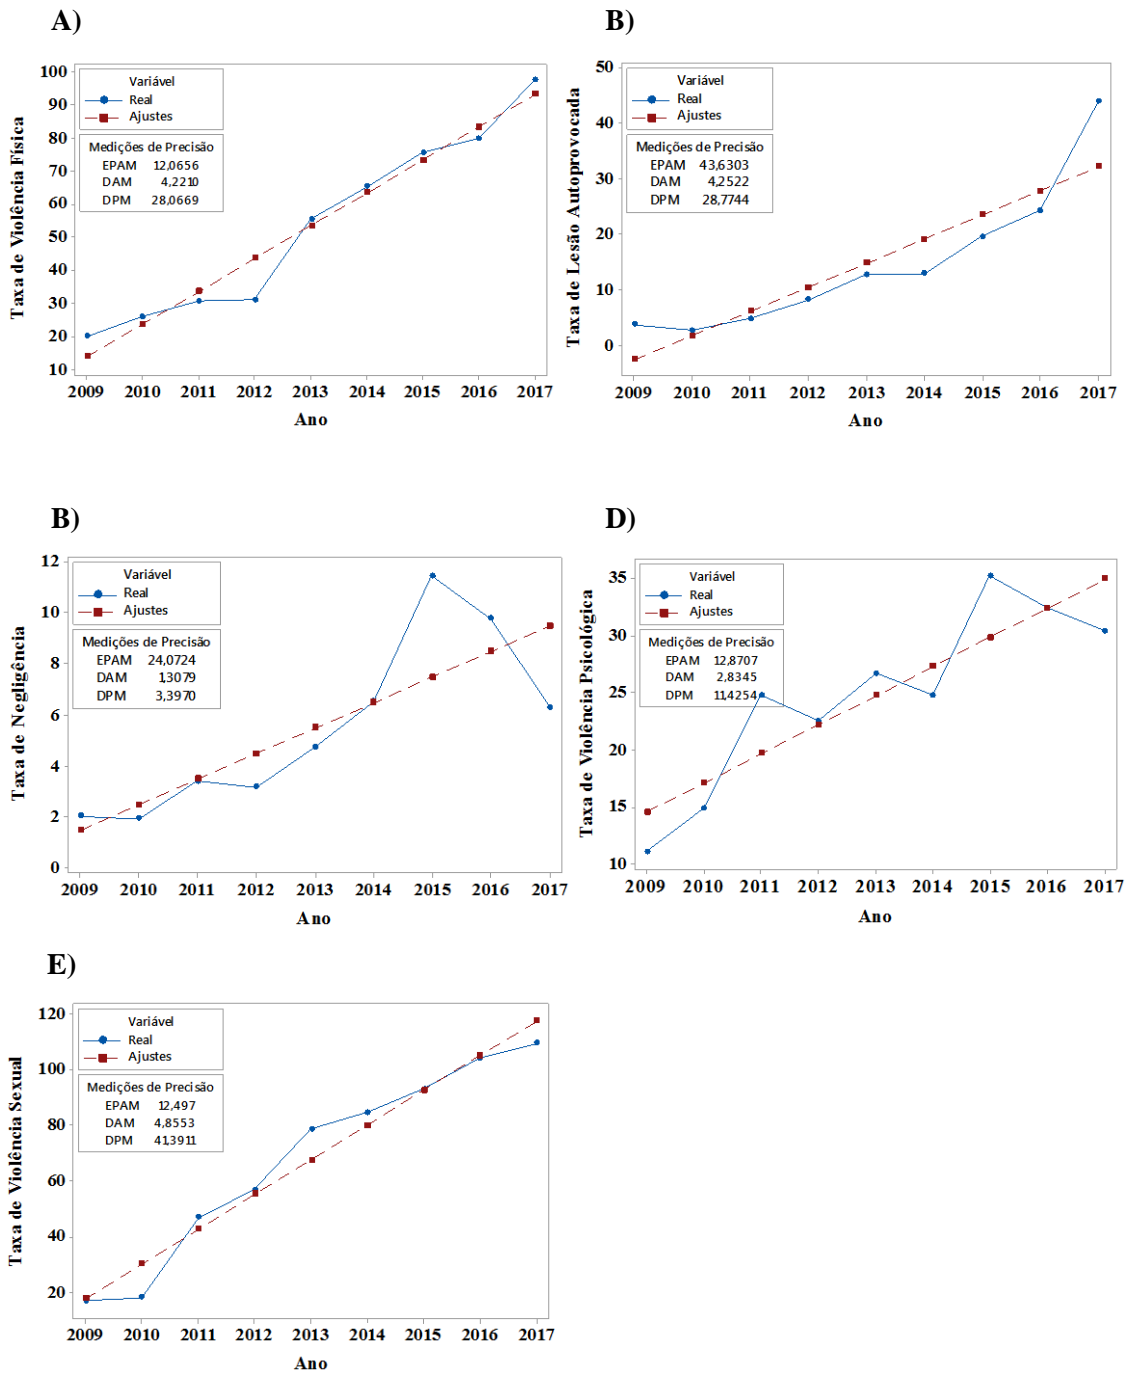 A)
Taxa de Violência Física
100
90
80
70
60
50
40
30
20
10
Variável
Real
Ajustes
Medições de Precisão
EPAM 12,0656
DAM 4,2210
DPM 28,0669
2009 2010 2011 2012 2013 2014 2015 2016 2017
Ano
B)
Taxa de Lesão Autoprovocada
50
40
30
20
10
0
Variável
Real
Ajustes
Medições de Precisão
EPAM 43,6303
DAM 4,2522
DPM 28,7744
2009 2010 2011 2012 2013 2014 2015 2016 2017
Ano
B)
Taxa de Negligência
12
10
8
6
4
2
0
Variável
Real
Ajustes
Medições de Precisão
EPAM 24,0724
DAM 1,3079
DPM 3,3970
2009 2010 2011 2012 2013 2014 2015 2016 2017
Ano
D)
Taxa de Violência Psicológica
35
30
25
20
15
10
Variável
Real
Ajustes
Medições de Precisão
EPAM 12,8707
DAM 2,8345
DPM 11,4254
2009 2010 2011 2012 2013 2014 2015 2016 2017
Ano
E)
Taxa de Violência Sexual
120
100
80
60
40
20
Variável
Real
Ajustes
Medições de Precisão
EPAM 12,497
DAM 4,8553
DPM 41,3911
2009 2010 2011 2012 2013 2014 2015 2016 2017
Ano